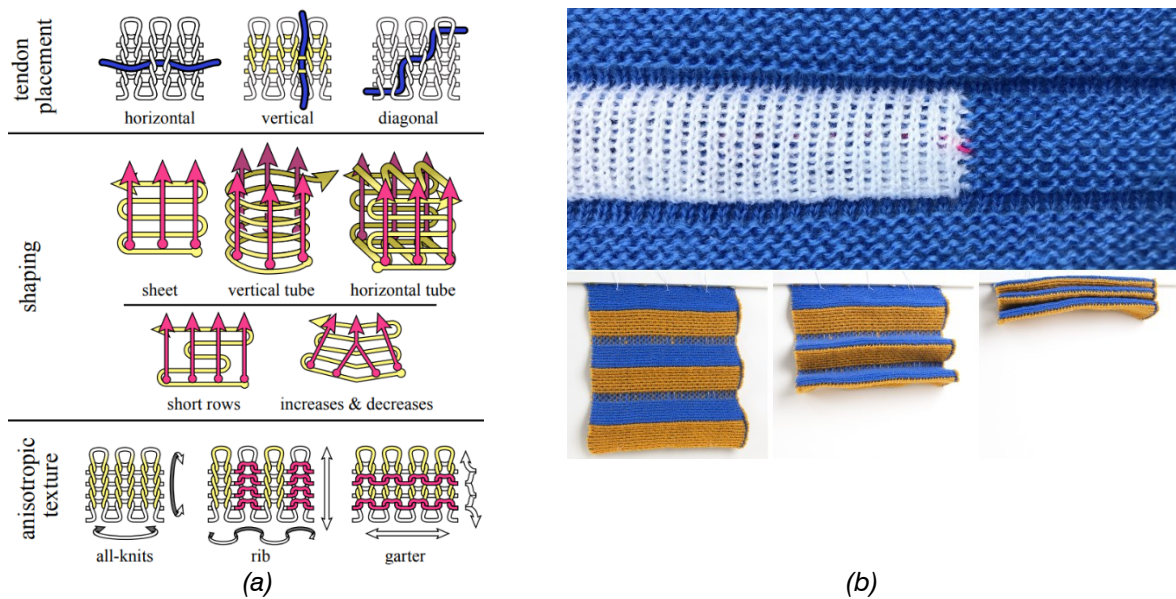 tendon
placement
horizontal
vertical
diagonal
shaping
sheet
vertical tube
horizontal tube
short rows
increases & decreases
anisotropic
texture
all-knits
rib
garter
(a)
(b)